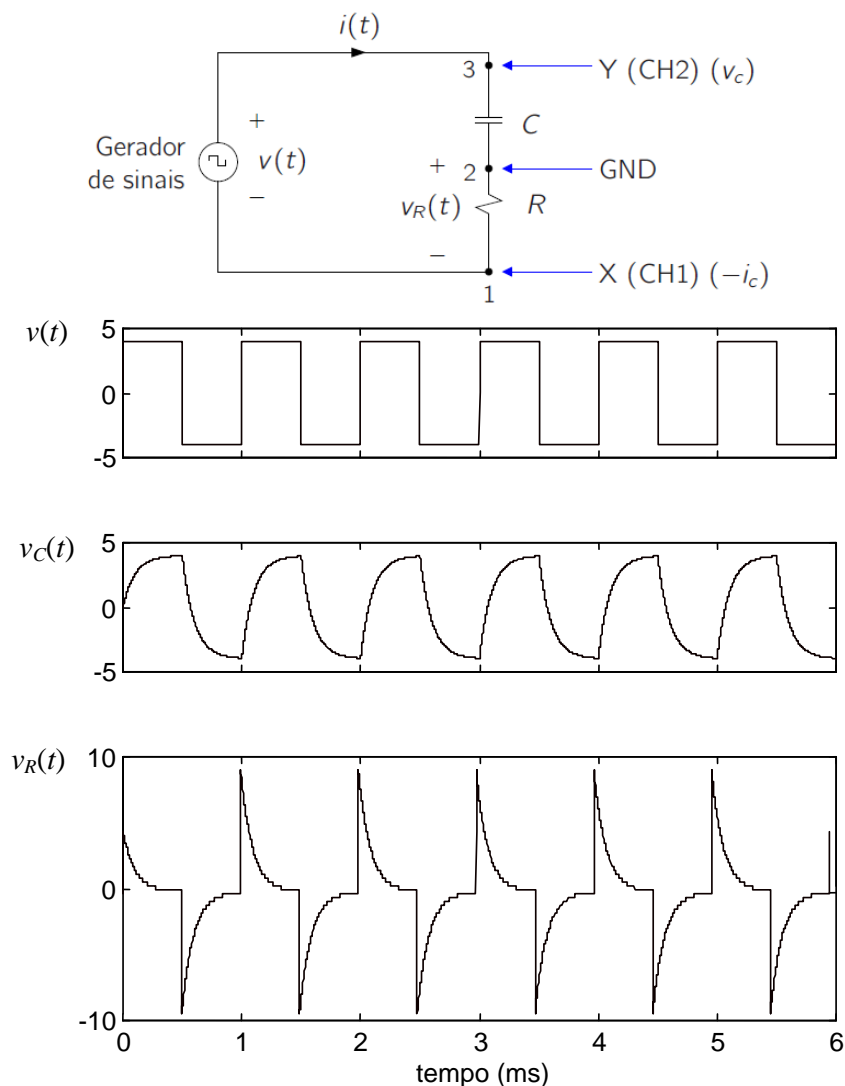 i(t)
3
Y (CH2) (v_c)
+
C
Gerador
de sinais
v(t)
+
2
GND
−
v_R(t)
R
−
X (CH1) (−i_c)
1
v(t)
5
0
-5
v_C(t)
5
0
-5
v_R(t)
10
0
-10
0 1 2 3 4 5 6
tempo (ms)